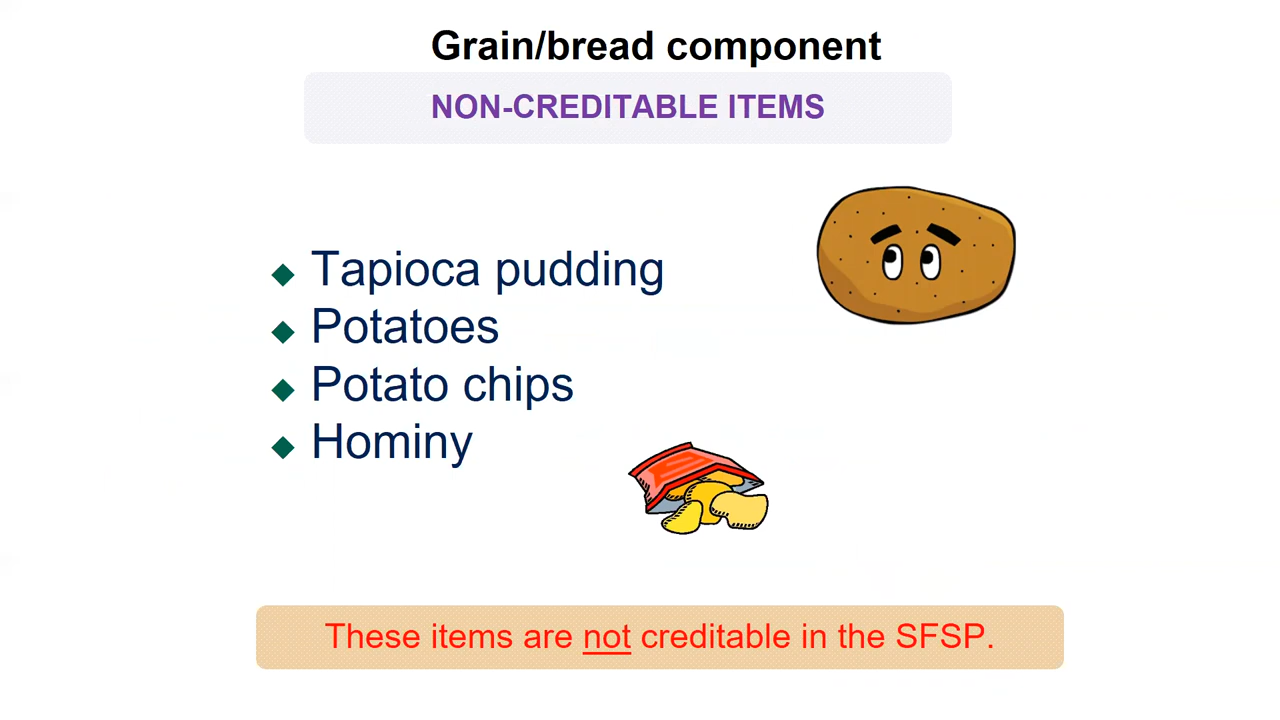 Grain/bread component
NON-CREDITABLE ITEMS
Tapioca pudding
Potatoes
Potato chips
Hominy
These items are not creditable in the SFSP.